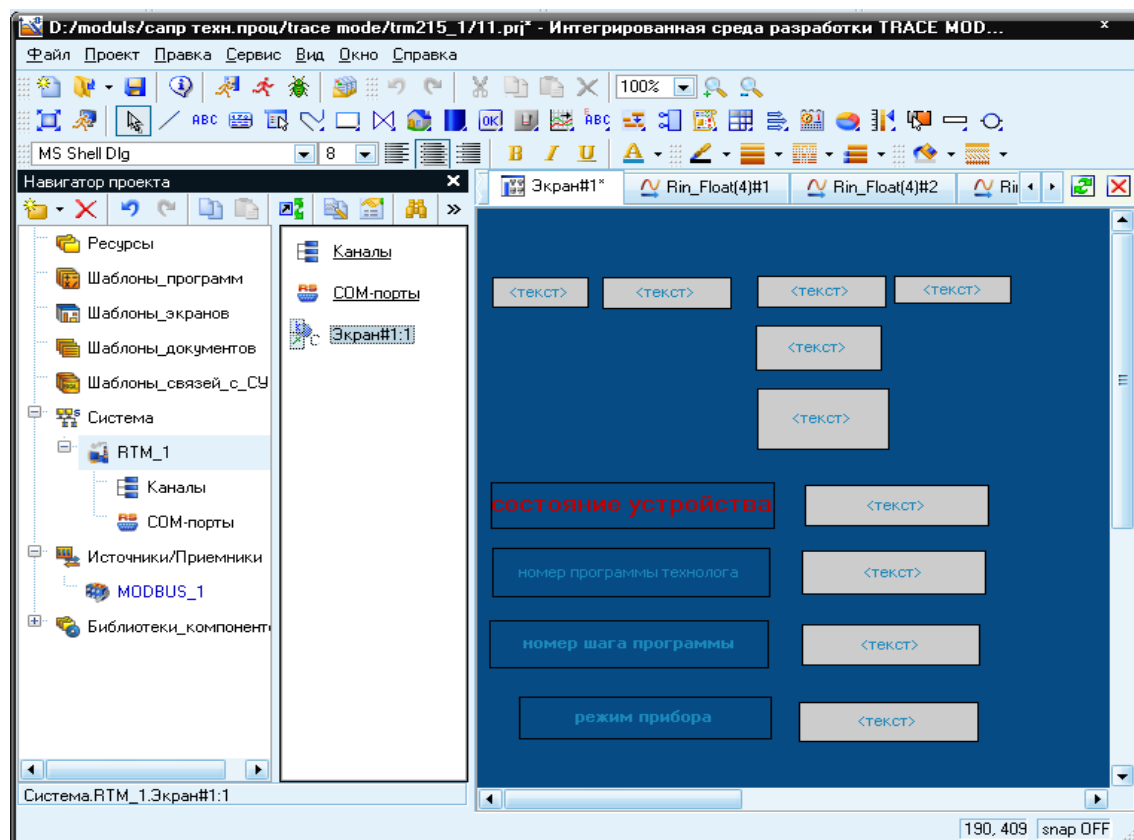 D:/moduls/сапр техн.проц/trace mode/trm215_1/11.prj* - Интегрированная среда разработки TRACE MOD...
Файл Проект Правка Сервис Вид Окно Справка
100%
ABC OK ABC
MS Shell Dlg 8 B I U A
Навигатор проекта
Экран#1* Rin_Float(4)#1 Rin_Float(4)#2
Ресурсы
Шаблоны_программ
Шаблоны_экранов
Шаблоны_документов
Шаблоны_связей_с_СУ
Система
RTM_1
Каналы
COM-порты
Источники/Приемники
MODBUS_1
Библиотеки_компоненто
Каналы
COM-порты
Экран#1:1
<текст> <текст> <текст> <текст>
<текст>
<текст>
состояние устройства <текст>
номер программы технолога <текст>
номер шага программы <текст>
режим прибора <текст>
Система.RTM_1.Экран#1:1
190, 409 snap OFF